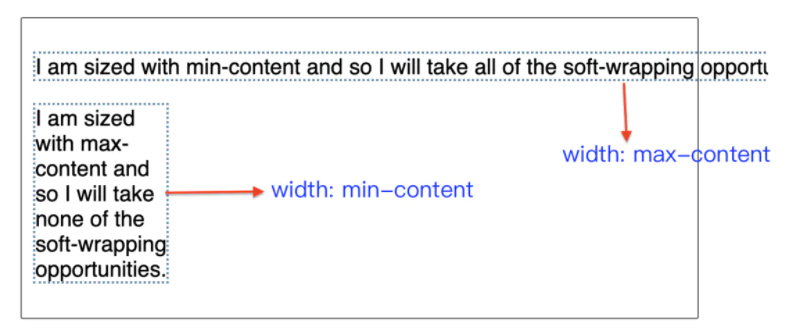 I am sized with min-content and so I will take all of the soft-wrapping opportu
I am sized
with max-
content and
so I will take
none of the
soft-wrapping
opportunities.
width: max-content
width: min-content